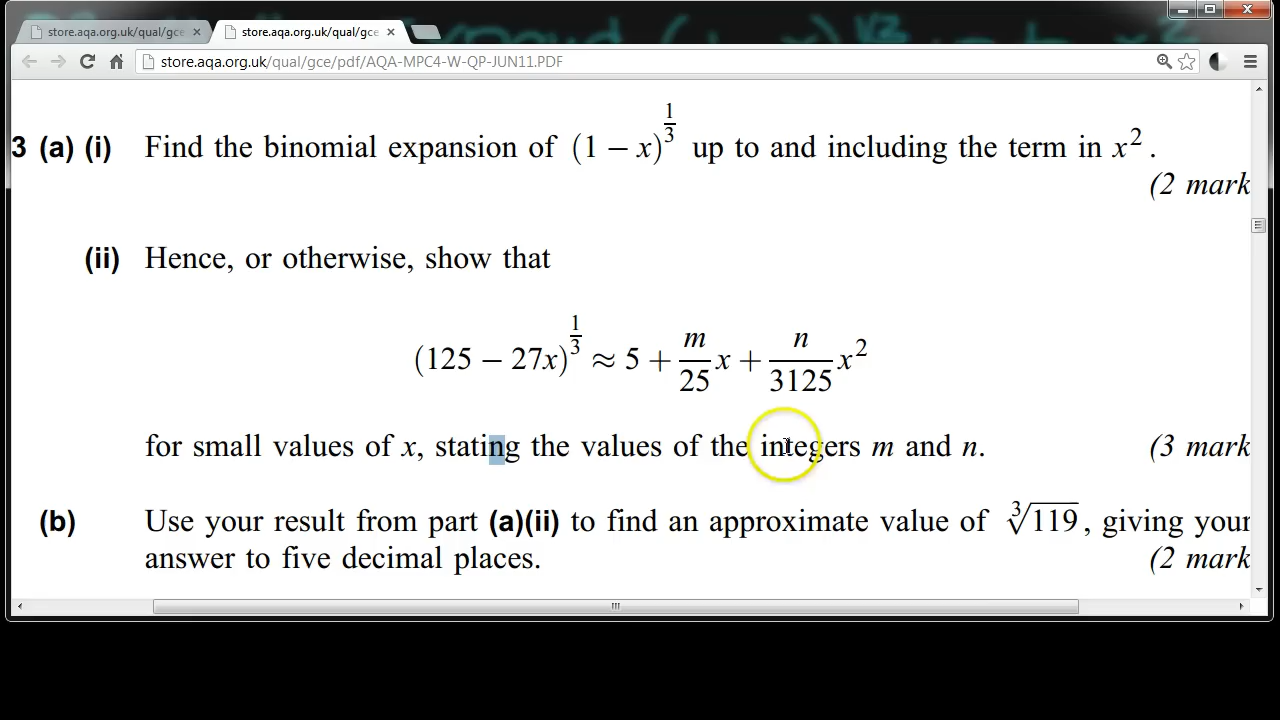 store.aqa.org.uk/qual/gce
store.aqa.org.uk/qual/gce
store.aqa.org.uk/qual/gce/pdf/AQA-MPC4-W-QP-JUN11.PDF
3 (a) (i) Find the binomial expansion of (1 − x)^(1/3) up to and including the term in x².
(2 mark
(ii) Hence, or otherwise, show that
(125 − 27x)^(1/3) ≈ 5 + m/25 x + n/3125 x²
for small values of x, stating the values of the integers m and n. (3 mark
(b) Use your result from part (a)(ii) to find an approximate value of ∛119, giving your
answer to five decimal places. (2 mark